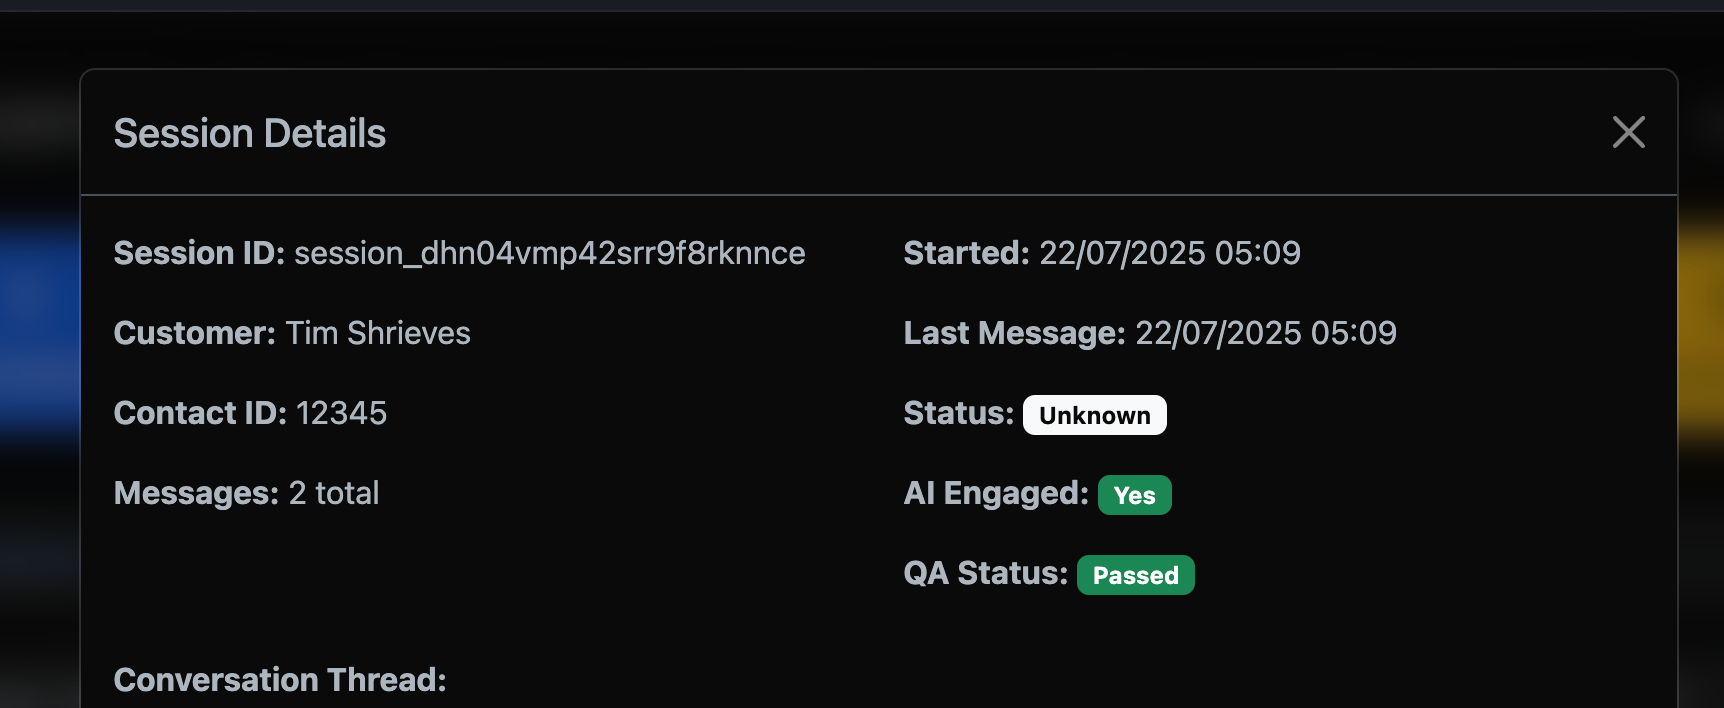 Session Details
Session ID: session_dhn04vmp42srr9f8rknnce
Customer: Tim Shrieves
Contact ID: 12345
Messages: 2 total
Started: 22/07/2025 05:09
Last Message: 22/07/2025 05:09
Status: Unknown
AI Engaged: Yes
QA Status: Passed
Conversation Thread: